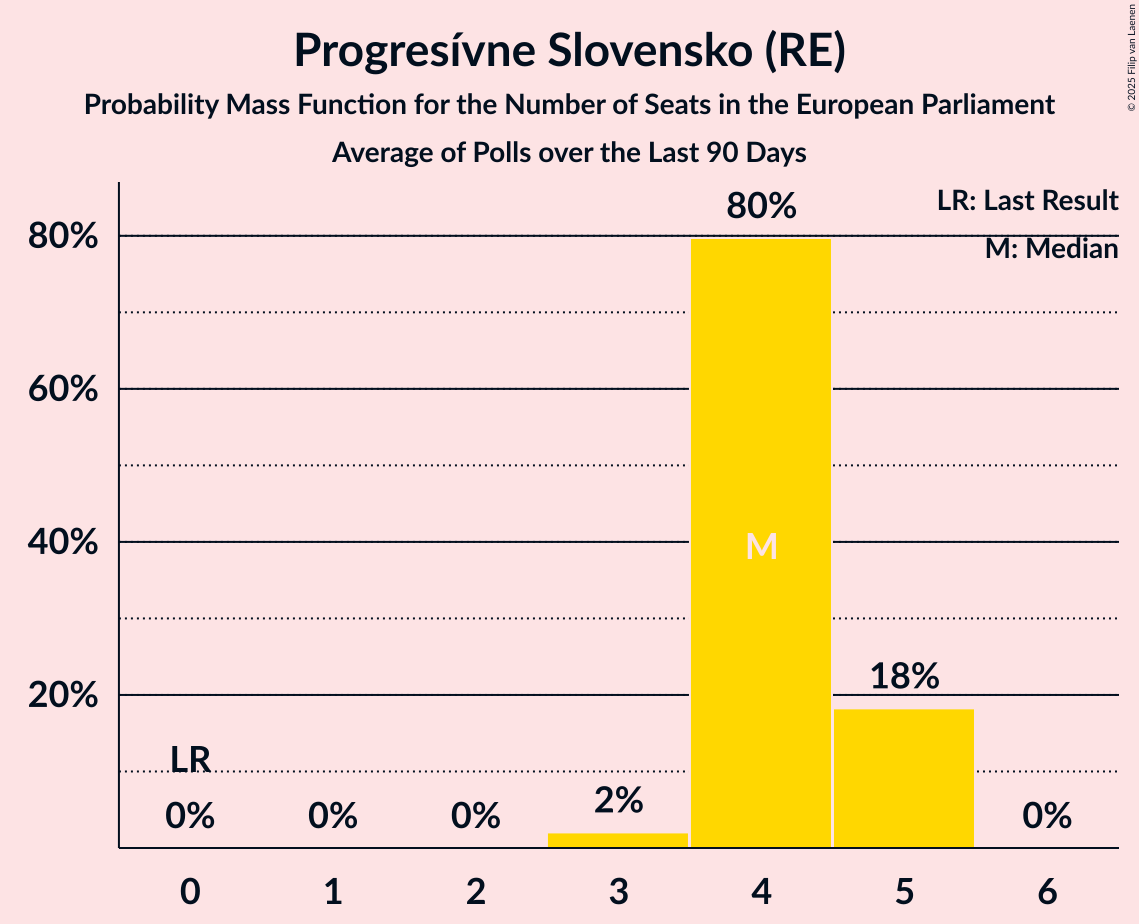 Progresívne Slovensko (RE)
Probability Mass Function for the Number of Seats in the European Parliament
Average of Polls over the Last 90 Days
© 2025 Filip van Laenen
LR: Last Result
M: Median
80%
60%
40%
20%
LR
0%
0%
0%
2%
80%
M
18%
0%
0 1 2 3 4 5 6